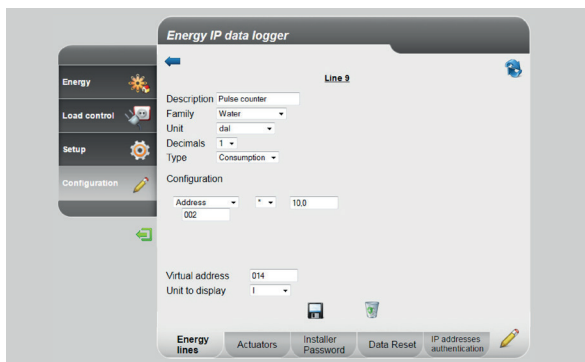 Energy IP data logger
Line 9
Energy
Load control
Setup
Configuration
Description Pulse counter
Family Water
Unit dal
Decimals 1
Type Consumption
Configuration
Address * 10,0
002
Virtual address 014
Unit to display l
Energy lines
Actuators
Installer Password
Data Reset
IP addresses authentication